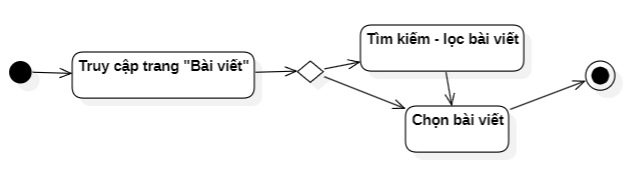 Truy cập trang "Bài viết"
Tìm kiếm - lọc bài viết
Chọn bài viết